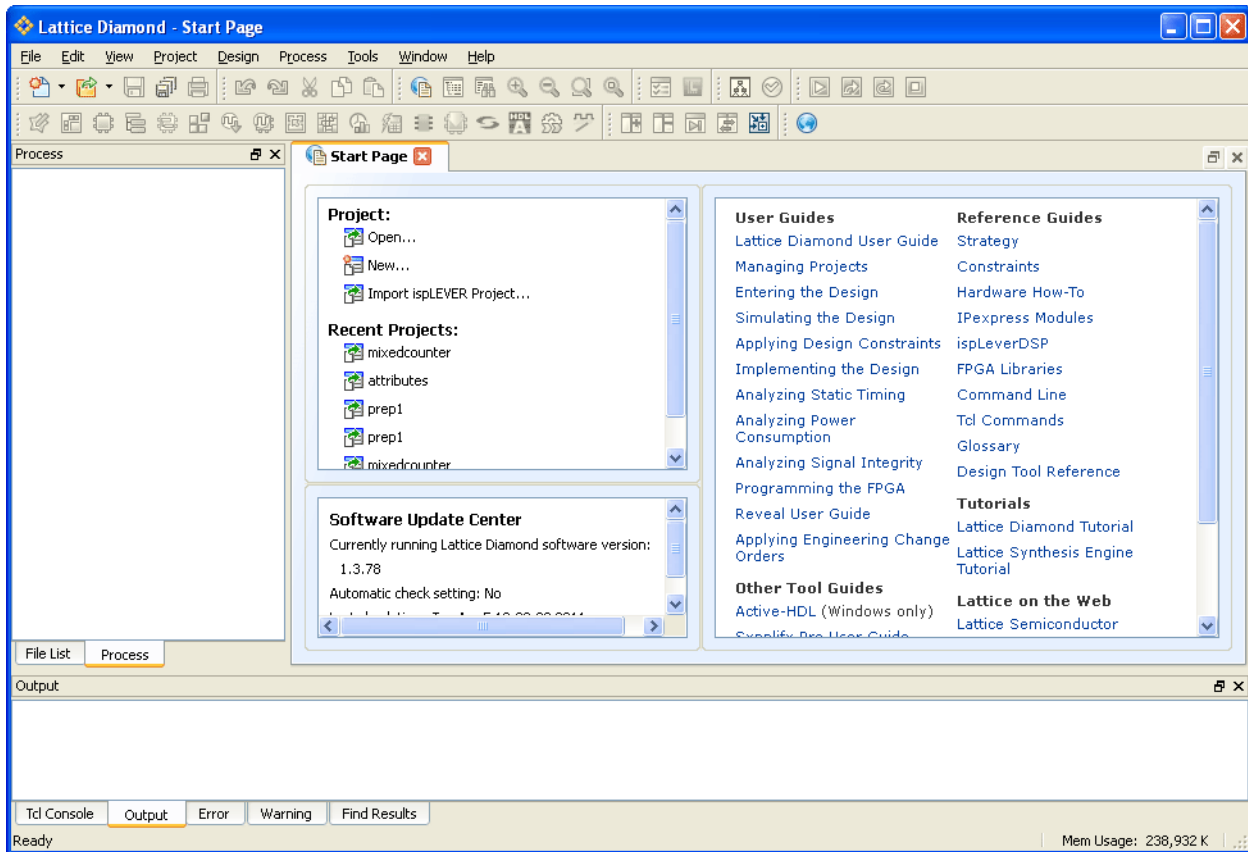 Lattice Diamond - Start Page
File Edit View Project Design Process Tools Window Help
Process
Start Page
Project:
Open...
New...
Import ispLEVER Project...
Recent Projects:
mixedcounter
attributes
prep1
prep1
mixedcounter
Software Update Center
Currently running Lattice Diamond software version:
1.3.78
Automatic check setting: No
User Guides
Lattice Diamond User Guide
Managing Projects
Entering the Design
Simulating the Design
Applying Design Constraints
Implementing the Design
Analyzing Static Timing
Analyzing Power
Consumption
Analyzing Signal Integrity
Programming the FPGA
Reveal User Guide
Applying Engineering Change
Orders
Other Tool Guides
Active-HDL (Windows only)
Synplify Pro User Guide
Reference Guides
Strategy
Constraints
Hardware How-To
IPexpress Modules
ispLeverDSP
FPGA Libraries
Command Line
Tcl Commands
Glossary
Design Tool Reference
Tutorials
Lattice Diamond Tutorial
Lattice Synthesis Engine
Tutorial
Lattice on the Web
Lattice Semiconductor
File List Process
Output
Tcl Console Output Error Warning Find Results
Ready
Mem Usage: 238,932 K